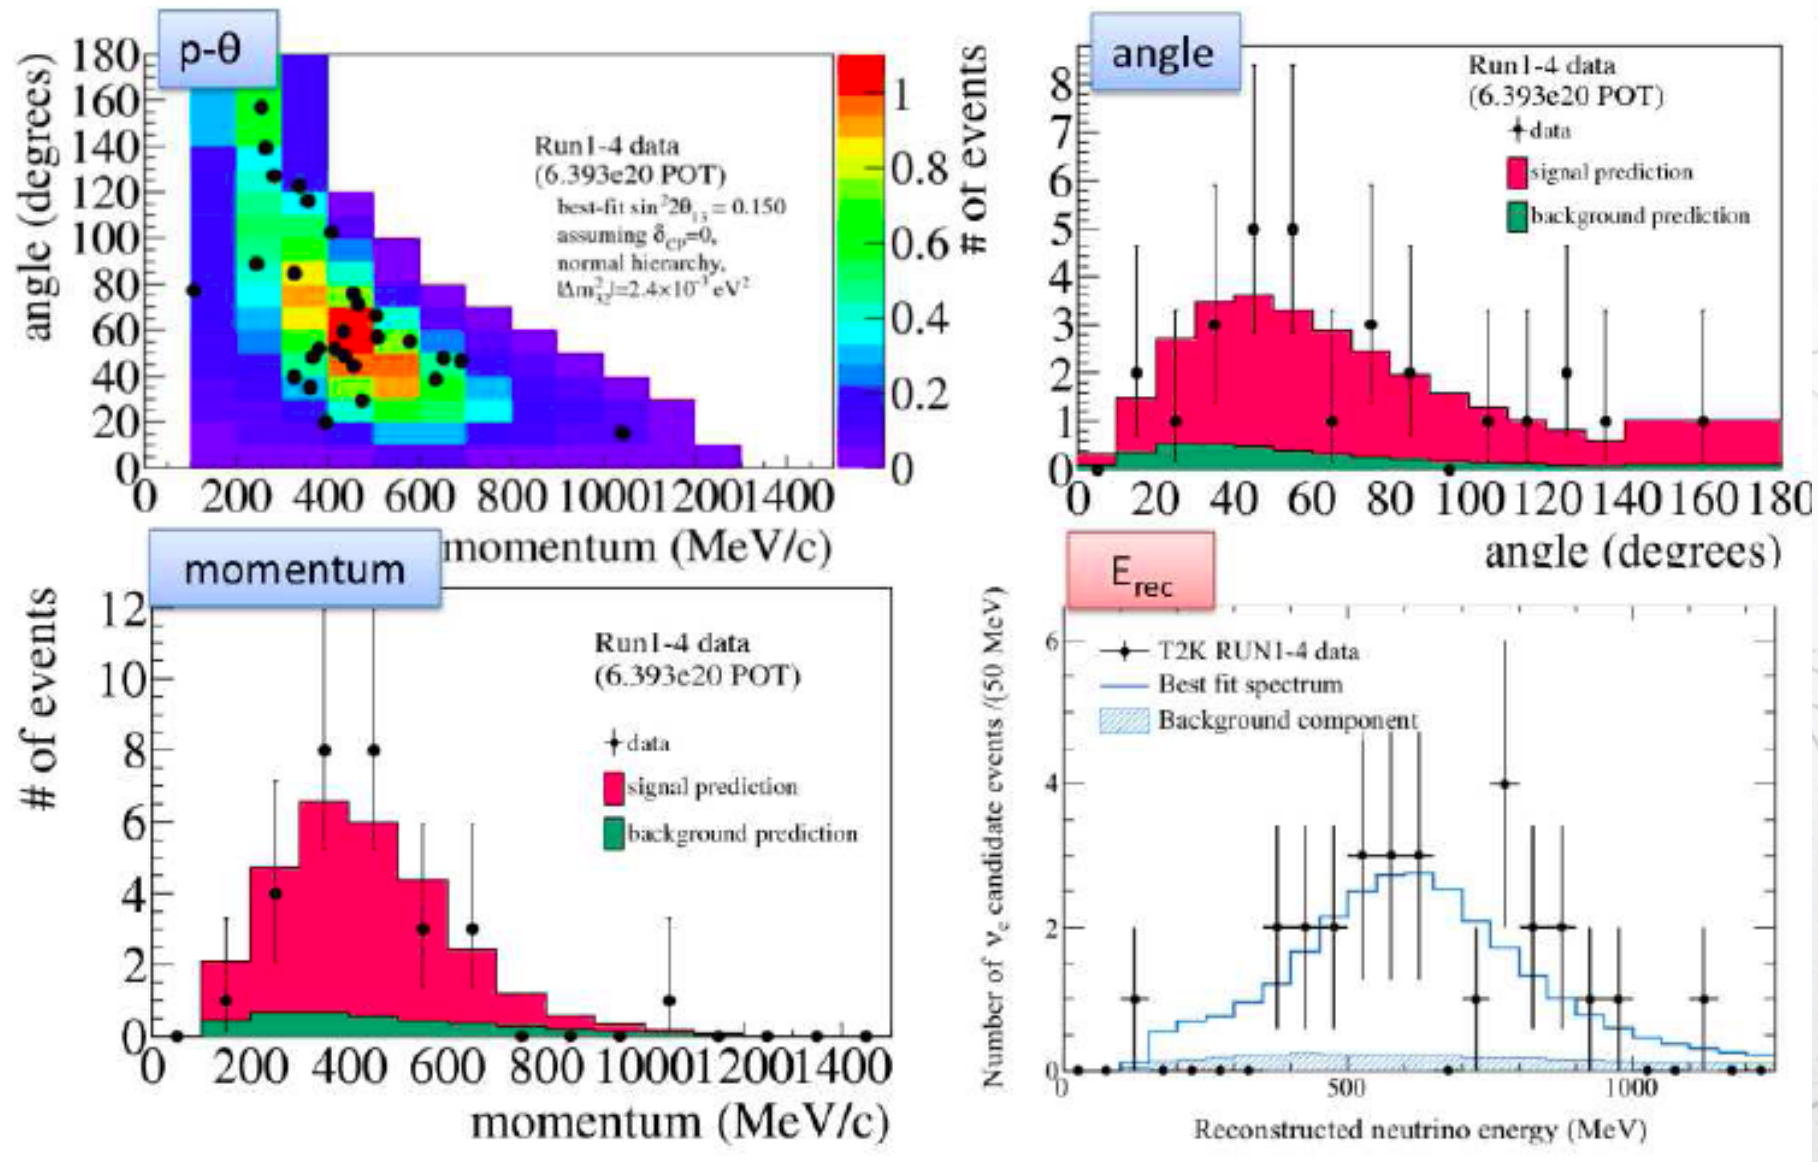 p-θ
180
160
140
120
100
80
60
40
20
0
angle (degrees)
0 200 400 600 800 1000 1200 1400
momentum (MeV/c)
Run1-4 data
(6.393e20 POT)
best-fit sin²2θ₁₃ = 0.150
assuming δCP=0,
normal hierarchy,
|Δm²₃₂|=2.4×10⁻³ eV²
1
0.8
0.6
0.4
0.2
0
# of events
angle
8
7
6
5
4
3
2
1
0
Run1-4 data
(6.393e20 POT)
data
signal prediction
background prediction
0 20 40 60 80 100 120 140 160 180
angle (degrees)
momentum
12
10
8
6
4
2
0
# of events
Run1-4 data
(6.393e20 POT)
data
signal prediction
background prediction
0 200 400 600 800 1000 1200 1400
momentum (MeV/c)
Erec
6
4
2
0
Number of νe candidate events /(50 MeV)
T2K RUN1-4 data
Best fit spectrum
Background component
0 500 1000
Reconstructed neutrino energy (MeV)